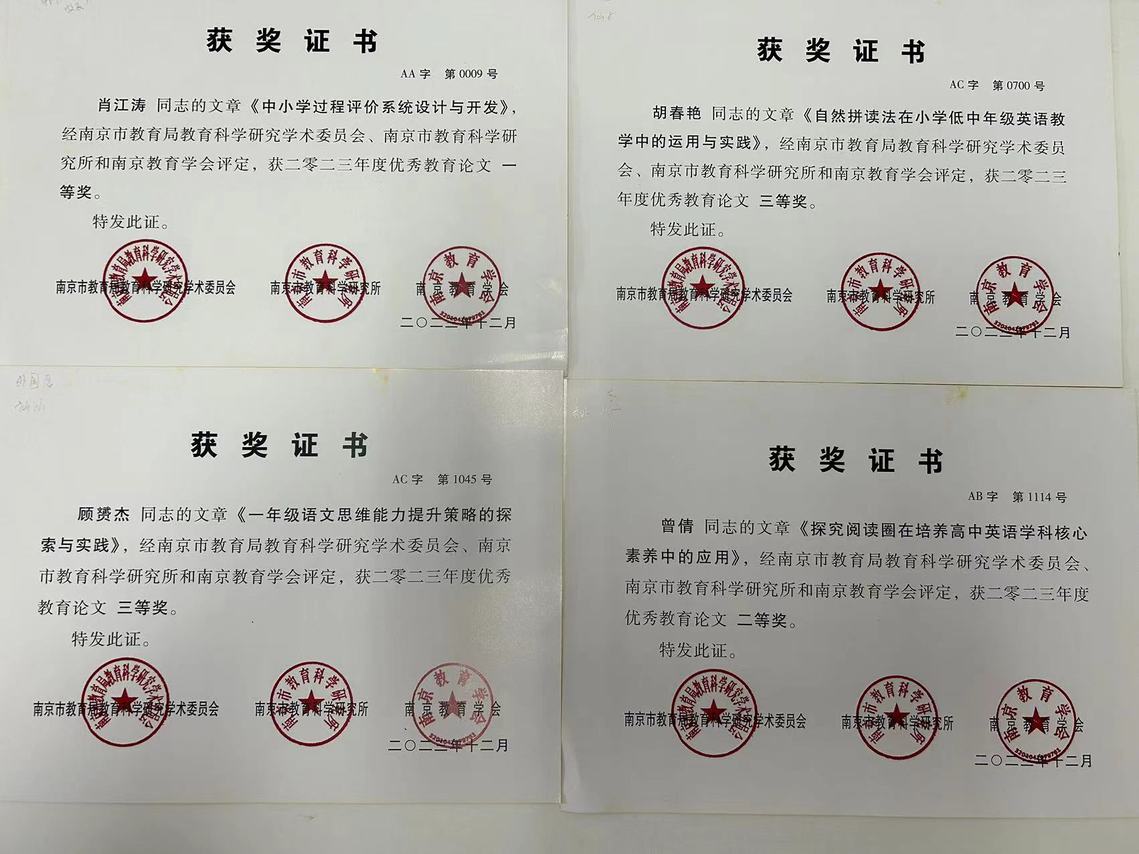 获奖证书
AA字 第0009号
肖江涛 同志的文章《中小学过程评价系统设计与开发》，
经南京市教育局教育科学研究学术委员会、南京市教育科学研
究所和南京教育学会评定，获二零二三年度优秀教育论文 一
等奖。
特发此证。
南京市教育局教育科学研究学术委员会
南京市教育科学研究所
南京教育学会
二〇二三年十二月
获奖证书
AC字 第0700号
胡春艳 同志的文章《自然拼读法在小学低中年级英语教
学中的运用与实践》，经南京市教育局教育科学研究学术委员
会、南京市教育科学研究所和南京教育学会评定，获二零二三
年度优秀教育论文 三等奖。
特发此证。
南京市教育局教育科学研究学术委员会
南京市教育科学研究所
南京教育学会
二〇二三年十二月
获奖证书
AC字 第1045号
顾赟杰 同志的文章《一年级语文思维能力提升策略的探
索与实践》，经南京市教育局教育科学研究学术委员会、南京
市教育科学研究所和南京教育学会评定，获二零二三年度优秀
教育论文 三等奖。
特发此证。
南京市教育局教育科学研究学术委员会
南京市教育科学研究所
南京教育学会
二〇二三年十二月
获奖证书
AB字 第1114号
曾倩 同志的文章《探究阅读圈在培养高中英语学科核心
素养中的应用》，经南京市教育局教育科学研究学术委员会、
南京市教育科学研究所和南京教育学会评定，获二零二三年度
优秀教育论文 二等奖。
特发此证。
南京市教育局教育科学研究学术委员会
南京市教育科学研究所
南京教育学会
二〇二三年十二月